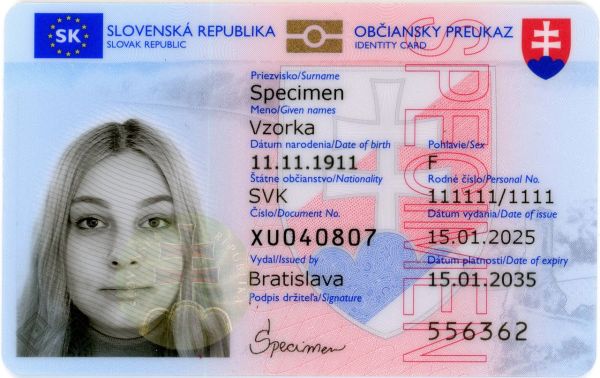 SK
SLOVENSKÁ REPUBLIKA
SLOVAK REPUBLIC
OBČIANSKY PREUKAZ
IDENTITY CARD
Priezvisko/Surname
Specimen
Meno/Given names
Vzorka
Dátum narodenia/Date of birth
Pohlavie/Sex
11.11.1911
F
Štátne občianstvo/Nationality
Rodné číslo/Personal No.
SVK
111111/1111
Číslo/Document No.
Dátum vydania/Date of issue
XU040807
15.01.2025
Vydal/Issued by
Dátum platnosti/Date of expiry
Bratislava
15.01.2035
Podpis držiteľa/Signature
Specimen
556362
SPECIMEN